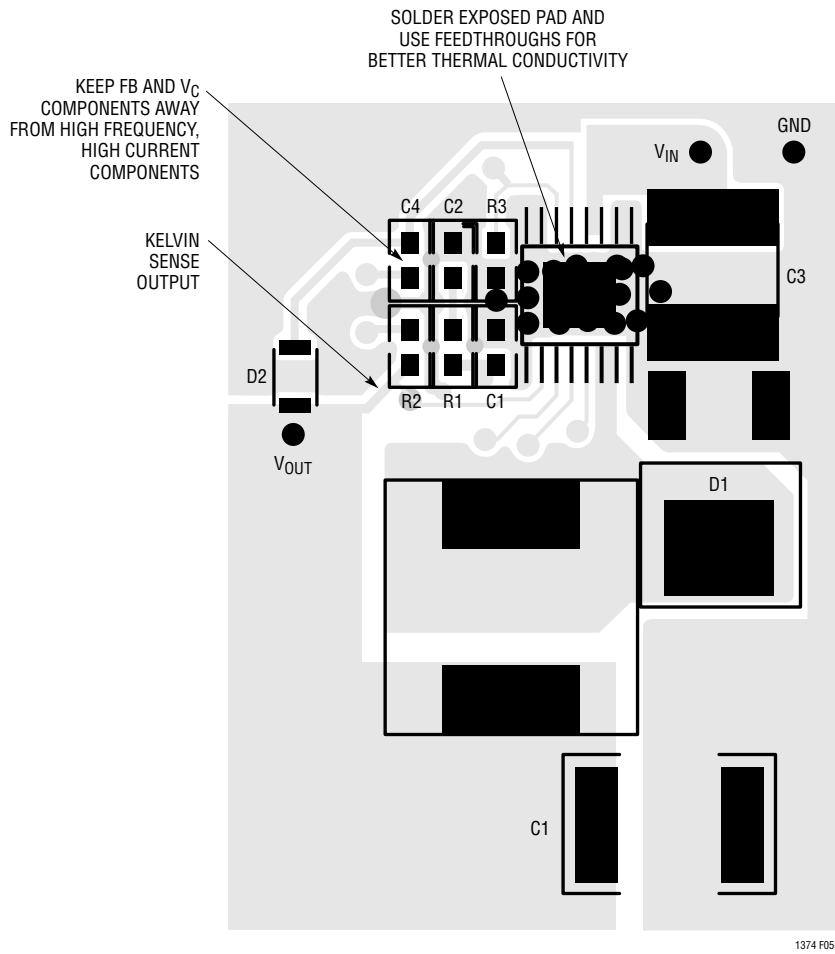 SOLDER EXPOSED PAD AND
USE FEEDTHROUGHS FOR
BETTER THERMAL CONDUCTIVITY
KEEP FB AND VC
COMPONENTS AWAY
FROM HIGH FREQUENCY,
HIGH CURRENT
COMPONENTS
GND
VIN
C4 C2 R3
KELVIN
SENSE
OUTPUT
C3
D2
R2 R1 C1
VOUT
D1
C1
1374 F05